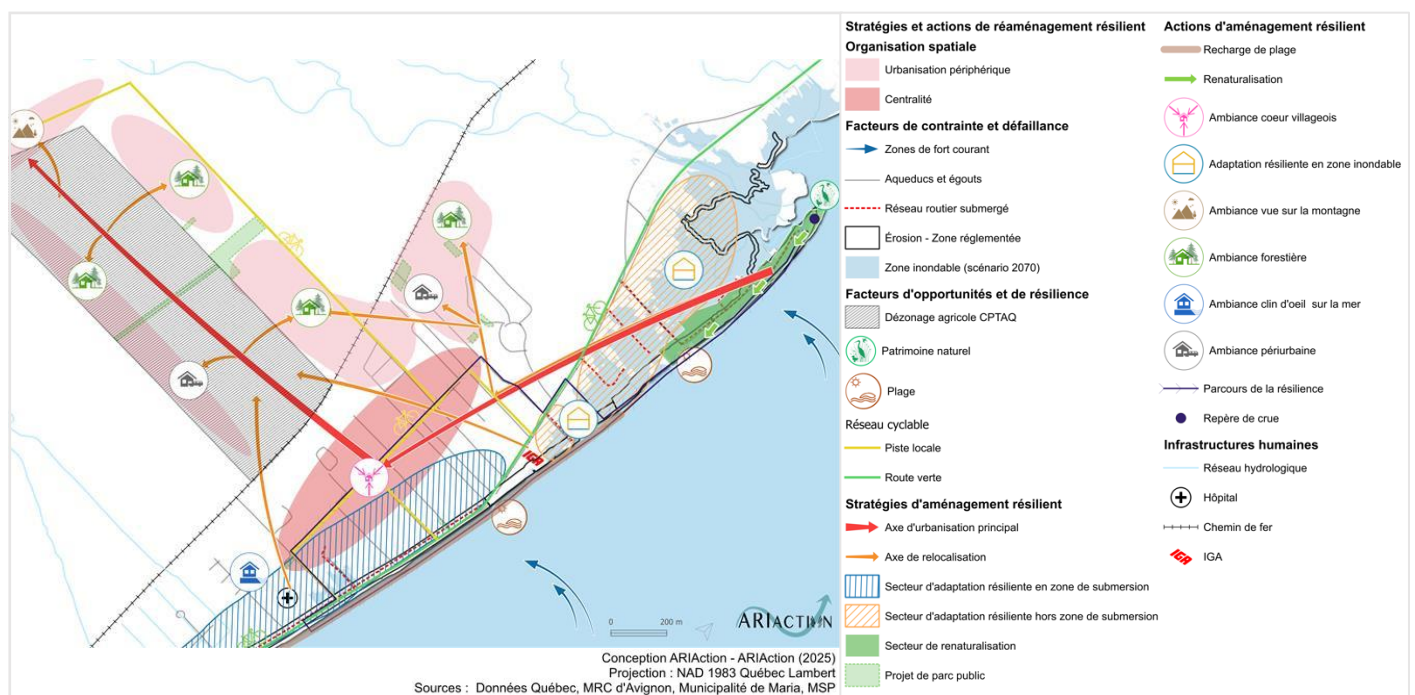 IGA
0 200 m
ARIACTION
Conception ARIAction - ARIAction (2025)
Projection : NAD 1983 Québec Lambert
Sources : Données Québec, MRC d'Avignon, Municipalité de Maria, MSP
Stratégies et actions de réaménagement résilient
Organisation spatiale
Urbanisation périphérique
Centralité
Facteurs de contrainte et défaillance
Zones de fort courant
Aqueducs et égouts
Réseau routier submergé
Érosion - Zone réglementée
Zone inondable (scénario 2070)
Facteurs d'opportunités et de résilience
Dézonage agricole CPTAQ
Patrimoine naturel
Plage
Réseau cyclable
Piste locale
Route verte
Stratégies d'aménagement résilient
Axe d'urbanisation principal
Axe de relocalisation
Secteur d'adaptation résiliente en zone de submersion
Secteur d'adaptation résiliente hors zone de submersion
Secteur de renaturalisation
Projet de parc public
Actions d'aménagement résilient
Recharge de plage
Renaturalisation
Ambiance coeur villageois
Adaptation résiliente en zone inondable
Ambiance vue sur la montagne
Ambiance forestière
Ambiance clin d'oeil sur la mer
Ambiance périurbaine
Parcours de la résilience
Repère de crue
Infrastructures humaines
Réseau hydrologique
Hôpital
Chemin de fer
IGA
IGA